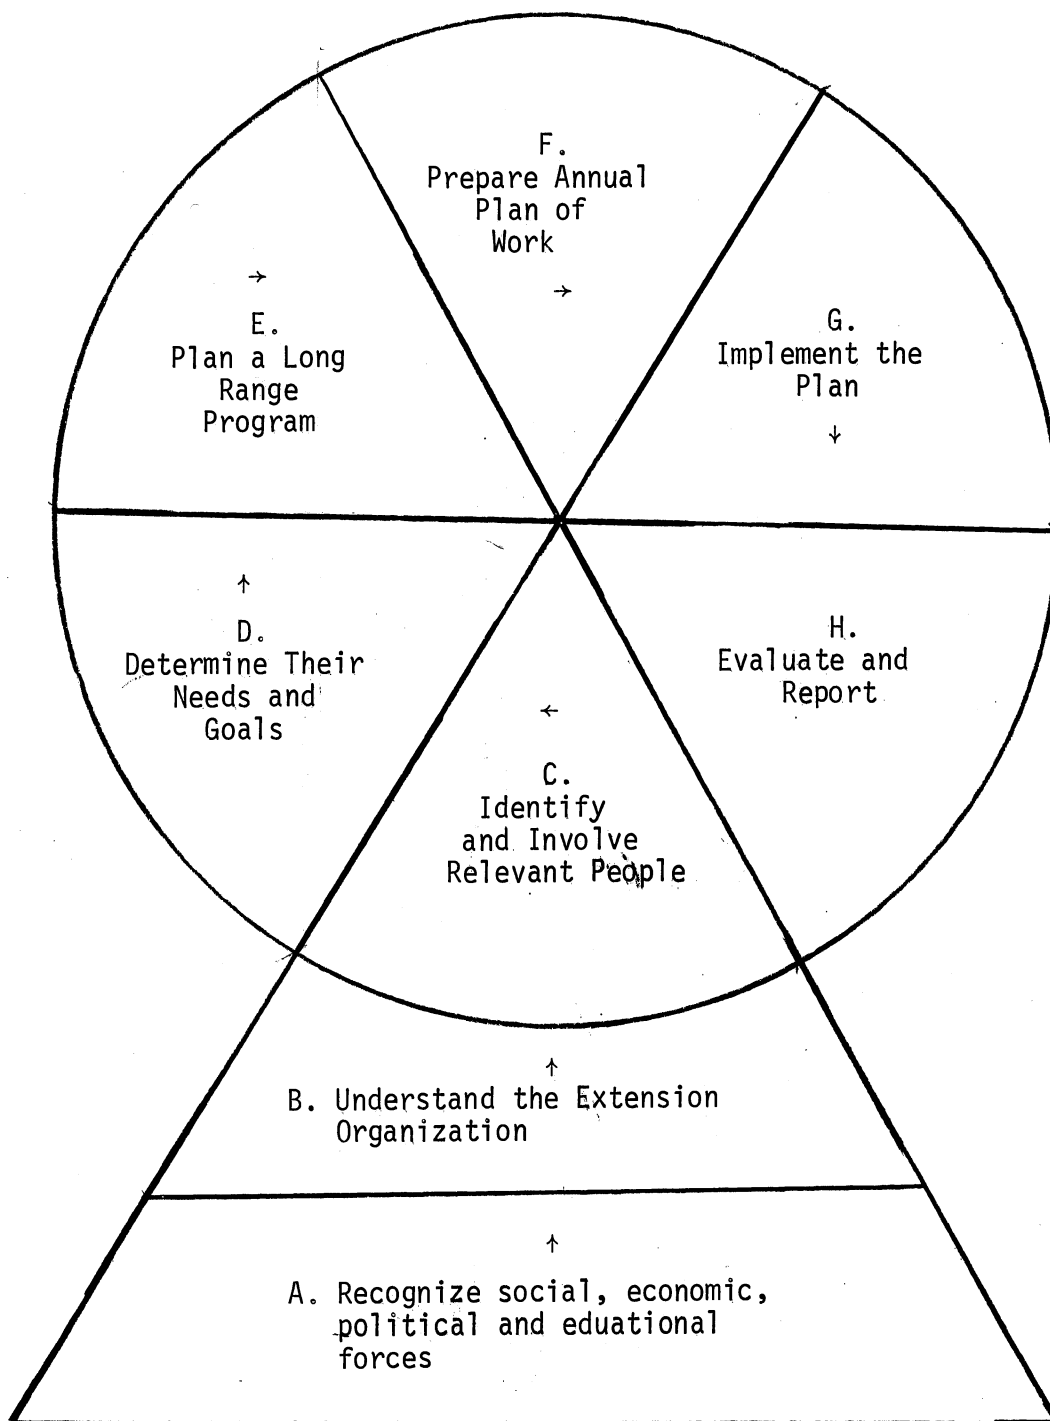 F.
Prepare Annual
Plan of
Work
→
→
E.
Plan a Long
Range
Program
G.
Implement the
Plan
↓
↑
D.
Determine Their
Needs and
Goals
H.
Evaluate and
Report
←
C.
Identify
and Involve
Relevant People
↑
B. Understand the Extension
Organization
↑
A. Recognize social, economic,
political and eduational
forces